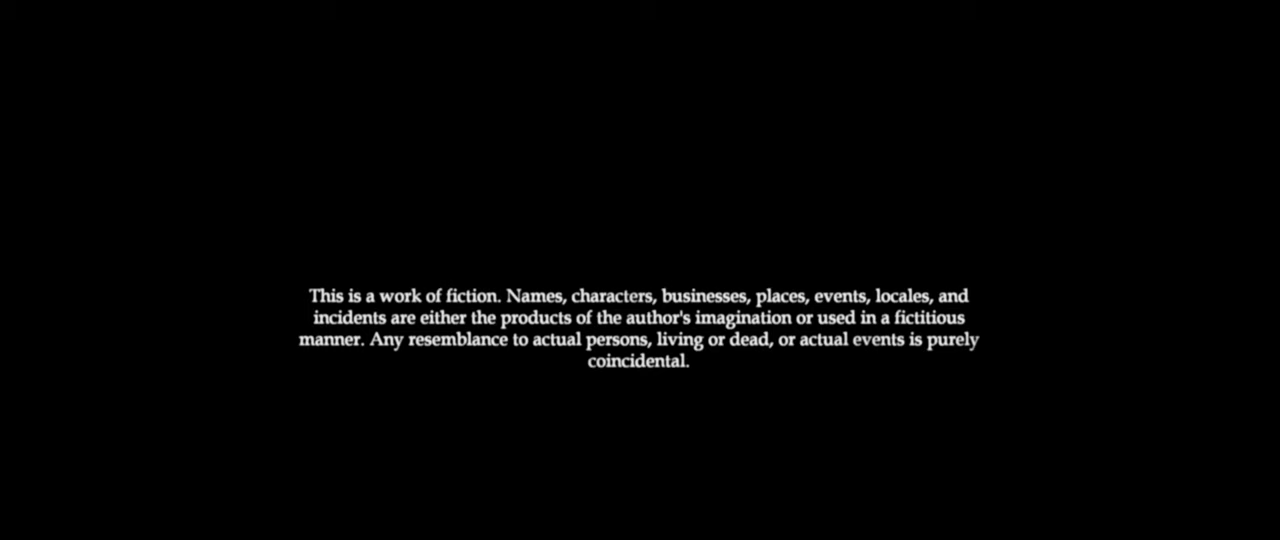 This is a work of fiction. Names, characters, businesses, places, events, locales, and
incidents are either the products of the author's imagination or used in a fictitious
manner. Any resemblance to actual persons, living or dead, or actual events is purely
coincidental.